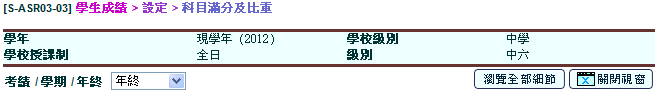 [S-ASR03-03] 學生成績 > 設定 > 科目滿分及比重
學年 現學年 (2012) 學校級別 中學
學校授課制 全日 級別 中六
考績 / 學期 / 年終 年終 瀏覽全部細節 關閉視窗